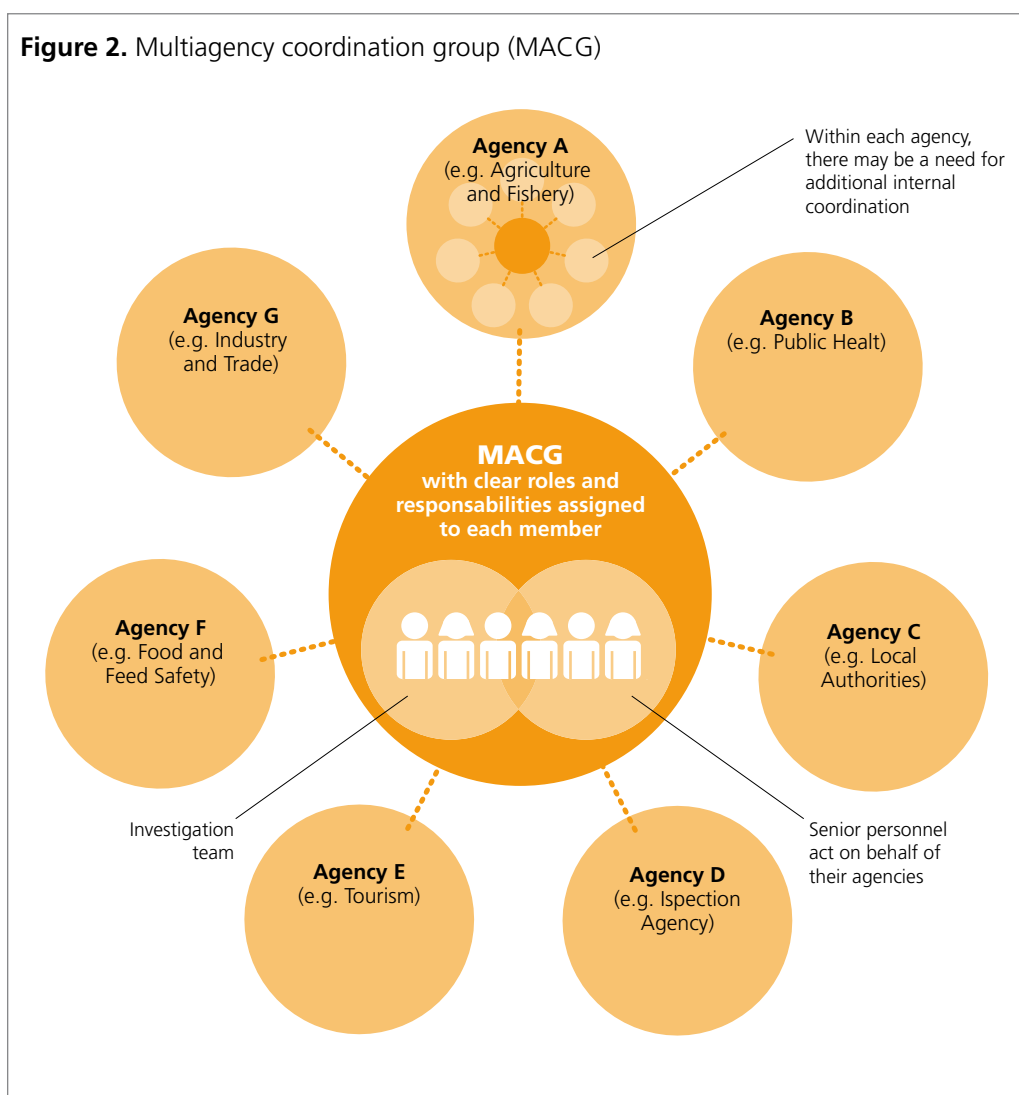 Figure 2. Multiagency coordination group (MACG)
Agency A
(e.g. Agriculture
and Fishery)
Within each agency,
there may be a need for
additional internal
coordination
Agency G
(e.g. Industry
and Trade)
Agency B
(e.g. Public Healt)
MACG
with clear roles and
responsabilities assigned
to each member
Agency F
(e.g. Food and
Feed Safety)
Agency C
(e.g. Local
Authorities)
Investigation
team
Senior personnel
act on behalf of
their agencies
Agency E
(e.g. Tourism)
Agency D
(e.g. Ispection
Agency)